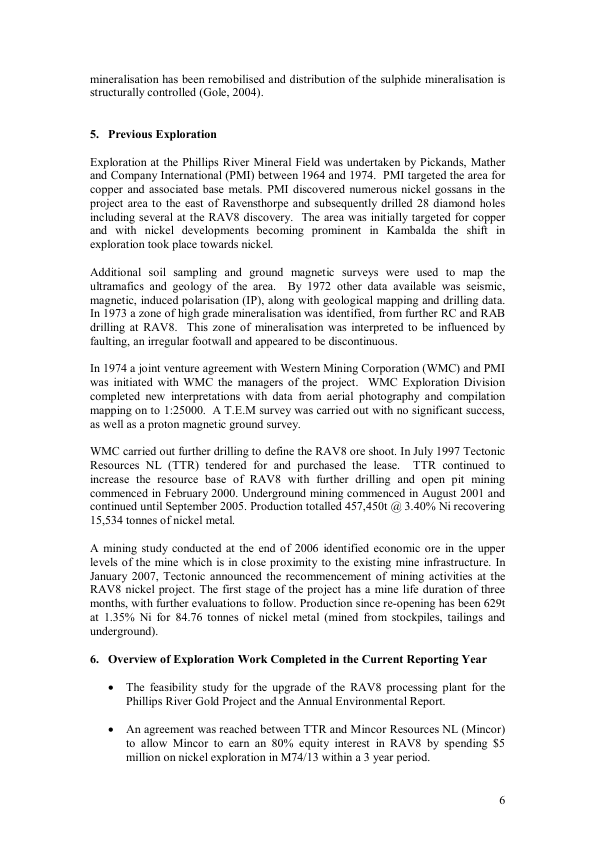 mineralisation has been remobilised and distribution of the sulphide mineralisation is
structurally controlled (Gole, 2004).
5. Previous Exploration
Exploration at the Phillips River Mineral Field was undertaken by Pickands, Mather
and Company International (PMI) between 1964 and 1974. PMI targeted the area for
copper and associated base metals. PMI discovered numerous nickel gossans in the
project area to the east of Ravensthorpe and subsequently drilled 28 diamond holes
including several at the RAV8 discovery. The area was initially targeted for copper
and with nickel developments becoming prominent in Kambalda the shift in
exploration took place towards nickel.
Additional soil sampling and ground magnetic surveys were used to map the
ultramafics and geology of the area. By 1972 other data available was seismic,
magnetic, induced polarisation (IP), along with geological mapping and drilling data.
In 1973 a zone of high grade mineralisation was identified, from further RC and RAB
drilling at RAV8. This zone of mineralisation was interpreted to be influenced by
faulting, an irregular footwall and appeared to be discontinuous.
In 1974 a joint venture agreement with Western Mining Corporation (WMC) and PMI
was initiated with WMC the managers of the project. WMC Exploration Division
completed new interpretations with data from aerial photography and compilation
mapping on to 1:25000. A T.E.M survey was carried out with no significant success,
as well as a proton magnetic ground survey.
WMC carried out further drilling to define the RAV8 ore shoot. In July 1997 Tectonic
Resources NL (TTR) tendered for and purchased the lease. TTR continued to
increase the resource base of RAV8 with further drilling and open pit mining
commenced in February 2000. Underground mining commenced in August 2001 and
continued until September 2005. Production totalled 457,450t @ 3.40% Ni recovering
15,534 tonnes of nickel metal.
A mining study conducted at the end of 2006 identified economic ore in the upper
levels of the mine which is in close proximity to the existing mine infrastructure. In
January 2007, Tectonic announced the recommencement of mining activities at the
RAV8 nickel project. The first stage of the project has a mine life duration of three
months, with further evaluations to follow. Production since re-opening has been 629t
at 1.35% Ni for 84.76 tonnes of nickel metal (mined from stockpiles, tailings and
underground).
6. Overview of Exploration Work Completed in the Current Reporting Year
• The feasibility study for the upgrade of the RAV8 processing plant for the
Phillips River Gold Project and the Annual Environmental Report.
• An agreement was reached between TTR and Mincor Resources NL (Mincor)
to allow Mincor to earn an 80% equity interest in RAV8 by spending $5
million on nickel exploration in M74/13 within a 3 year period.
6